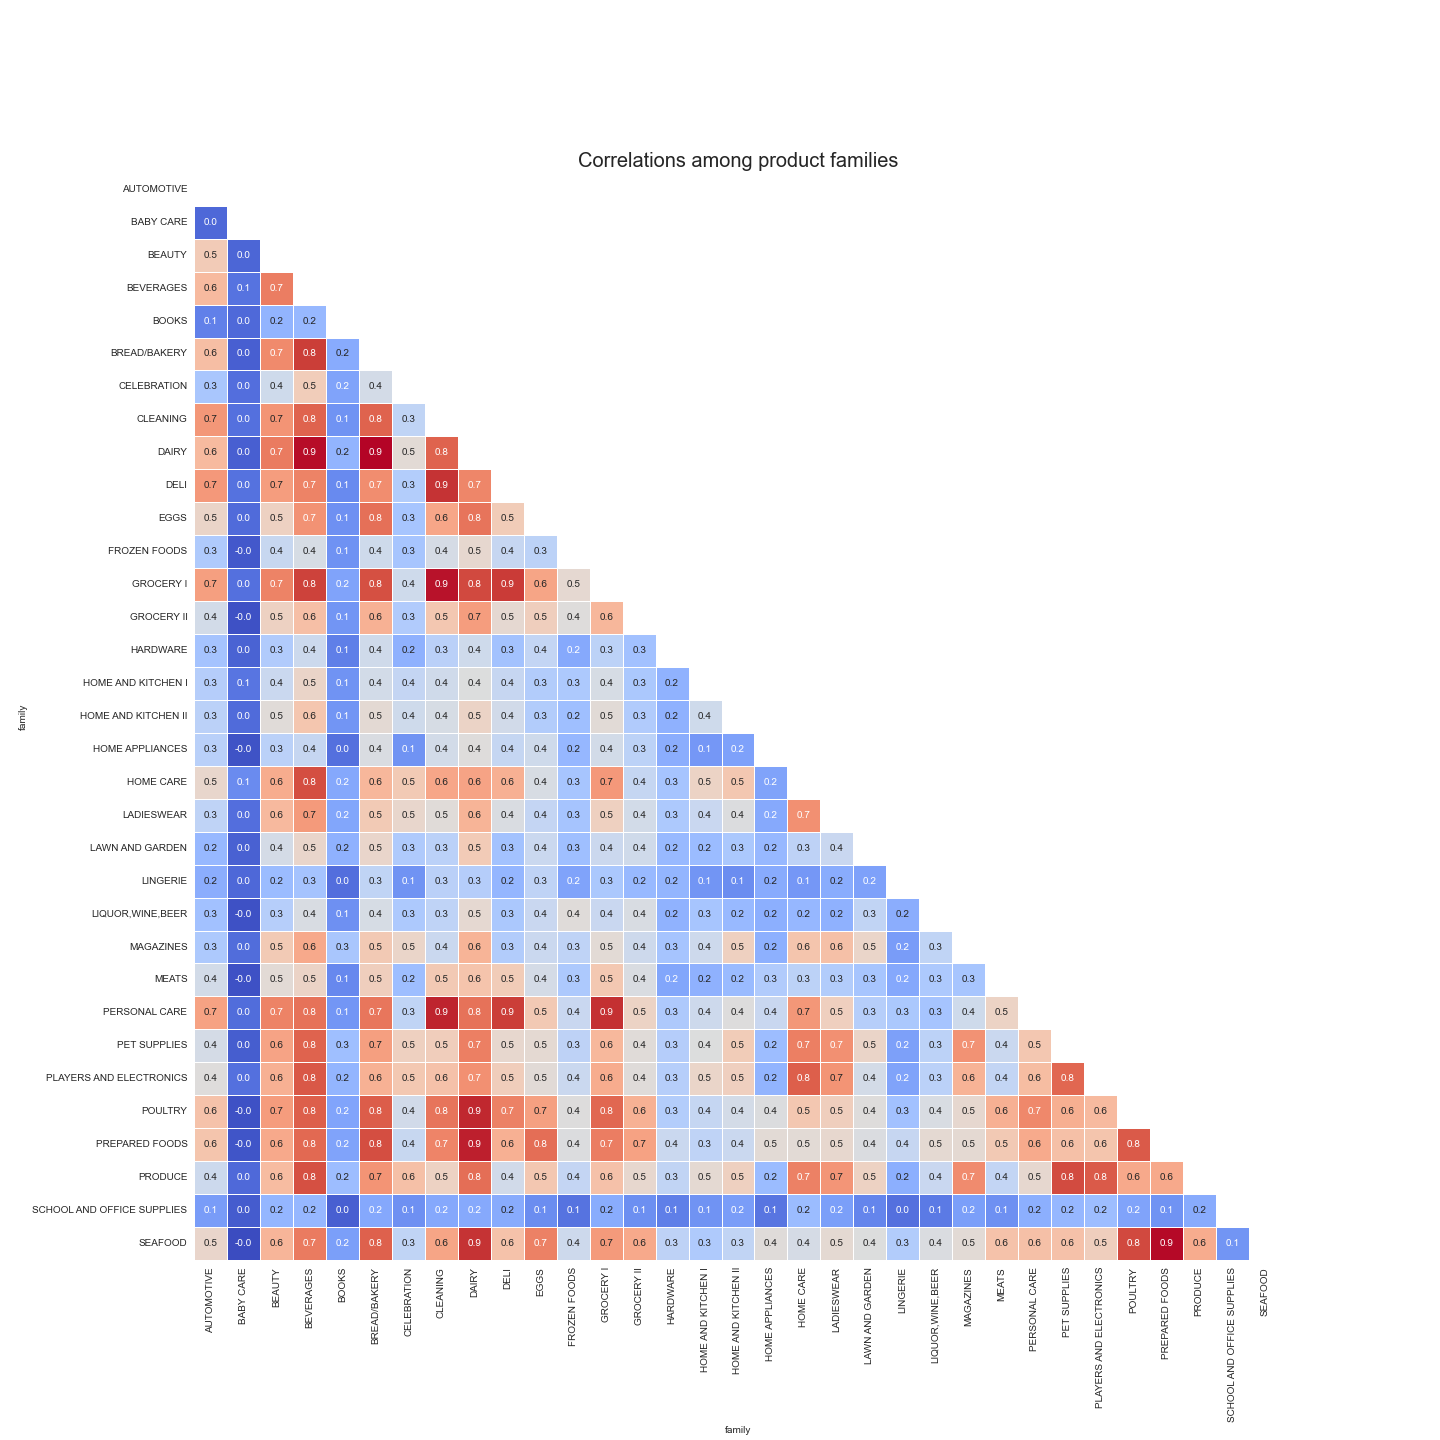 Correlations among product families
AUTOMOTIVE
BABY CARE 0.0
BEAUTY 0.5 0.0
BEVERAGES 0.6 0.1 0.7
BOOKS 0.1 0.0 0.2 0.2
BREAD/BAKERY 0.6 0.0 0.7 0.8 0.2
CELEBRATION 0.3 0.0 0.4 0.5 0.2 0.4
CLEANING 0.7 0.0 0.7 0.8 0.1 0.8 0.3
DAIRY 0.6 0.0 0.7 0.9 0.2 0.9 0.5 0.8
DELI 0.7 0.0 0.7 0.7 0.1 0.7 0.3 0.9 0.7
EGGS 0.5 0.0 0.5 0.7 0.1 0.8 0.3 0.6 0.8 0.5
FROZEN FOODS 0.3 -0.0 0.4 0.4 0.1 0.4 0.3 0.4 0.5 0.4 0.3
GROCERY I 0.7 0.0 0.7 0.8 0.2 0.8 0.4 0.9 0.8 0.9 0.6 0.5
GROCERY II 0.4 -0.0 0.5 0.6 0.1 0.6 0.3 0.5 0.7 0.5 0.5 0.4 0.6
HARDWARE 0.3 0.0 0.3 0.4 0.1 0.4 0.2 0.3 0.4 0.3 0.4 0.2 0.3 0.3
HOME AND KITCHEN I 0.3 0.1 0.4 0.5 0.1 0.4 0.4 0.4 0.4 0.4 0.3 0.3 0.4 0.3 0.2
HOME AND KITCHEN II 0.3 0.0 0.5 0.6 0.1 0.5 0.4 0.4 0.5 0.4 0.3 0.2 0.5 0.3 0.2 0.4
HOME APPLIANCES 0.3 -0.0 0.3 0.4 0.0 0.4 0.1 0.4 0.4 0.4 0.4 0.2 0.4 0.3 0.2 0.1 0.2
HOME CARE 0.5 0.1 0.6 0.8 0.2 0.6 0.5 0.6 0.6 0.6 0.4 0.3 0.7 0.4 0.3 0.5 0.5 0.2
LADIESWEAR 0.3 0.0 0.6 0.7 0.2 0.5 0.5 0.5 0.6 0.4 0.4 0.3 0.5 0.4 0.3 0.4 0.4 0.2 0.7
LAWN AND GARDEN 0.2 0.0 0.4 0.5 0.2 0.5 0.3 0.3 0.5 0.3 0.4 0.3 0.4 0.4 0.2 0.2 0.3 0.2 0.3 0.4
LINGERIE 0.2 0.0 0.2 0.3 0.0 0.3 0.1 0.3 0.3 0.2 0.3 0.2 0.3 0.2 0.2 0.1 0.1 0.2 0.1 0.2 0.2
LIQUOR,WINE,BEER 0.3 -0.0 0.3 0.4 0.1 0.4 0.3 0.3 0.5 0.3 0.4 0.4 0.4 0.4 0.2 0.3 0.2 0.2 0.2 0.2 0.3 0.2
MAGAZINES 0.3 0.0 0.5 0.6 0.3 0.5 0.5 0.4 0.6 0.3 0.4 0.3 0.5 0.4 0.3 0.4 0.5 0.2 0.6 0.6 0.5 0.2 0.3
MEATS 0.4 -0.0 0.5 0.5 0.1 0.5 0.2 0.5 0.6 0.5 0.4 0.3 0.5 0.4 0.2 0.2 0.2 0.3 0.3 0.3 0.3 0.2 0.3 0.3
PERSONAL CARE 0.7 0.0 0.7 0.8 0.1 0.7 0.3 0.9 0.8 0.9 0.5 0.4 0.9 0.5 0.3 0.4 0.4 0.4 0.7 0.5 0.3 0.3 0.3 0.4 0.5
PET SUPPLIES 0.4 0.0 0.6 0.8 0.3 0.7 0.5 0.5 0.7 0.5 0.5 0.3 0.6 0.4 0.3 0.4 0.5 0.2 0.7 0.7 0.5 0.2 0.3 0.7 0.4 0.5
PLAYERS AND ELECTRONICS 0.4 0.0 0.6 0.8 0.2 0.6 0.5 0.6 0.7 0.5 0.5 0.4 0.6 0.4 0.3 0.5 0.5 0.2 0.8 0.7 0.4 0.2 0.3 0.6 0.4 0.6 0.8
POULTRY 0.6 -0.0 0.7 0.8 0.2 0.8 0.4 0.8 0.9 0.7 0.7 0.4 0.8 0.6 0.3 0.4 0.4 0.4 0.5 0.5 0.4 0.3 0.4 0.5 0.6 0.7 0.6 0.6
PREPARED FOODS 0.6 -0.0 0.6 0.8 0.2 0.8 0.4 0.7 0.9 0.6 0.8 0.4 0.7 0.7 0.4 0.3 0.4 0.5 0.5 0.5 0.4 0.4 0.5 0.5 0.5 0.6 0.6 0.6 0.8
PRODUCE 0.4 0.0 0.6 0.8 0.2 0.7 0.6 0.5 0.8 0.4 0.5 0.4 0.6 0.5 0.3 0.5 0.5 0.2 0.7 0.7 0.5 0.2 0.4 0.7 0.4 0.5 0.8 0.8 0.6 0.6
SCHOOL AND OFFICE SUPPLIES 0.1 0.0 0.2 0.2 0.0 0.2 0.1 0.2 0.2 0.2 0.1 0.1 0.2 0.1 0.1 0.1 0.2 0.1 0.2 0.2 0.1 0.0 0.1 0.2 0.1 0.2 0.2 0.2 0.2 0.1 0.2
SEAFOOD 0.5 -0.0 0.6 0.7 0.2 0.8 0.3 0.6 0.9 0.6 0.7 0.4 0.7 0.6 0.3 0.3 0.3 0.4 0.4 0.5 0.4 0.3 0.4 0.5 0.6 0.6 0.6 0.5 0.8 0.9 0.6 0.1
family
AUTOMOTIVE
BABY CARE
BEAUTY
BEVERAGES
BOOKS
BREAD/BAKERY
CELEBRATION
CLEANING
DAIRY
DELI
EGGS
FROZEN FOODS
GROCERY I
GROCERY II
HARDWARE
HOME AND KITCHEN I
HOME AND KITCHEN II
HOME APPLIANCES
HOME CARE
LADIESWEAR
LAWN AND GARDEN
LINGERIE
LIQUOR,WINE,BEER
MAGAZINES
MEATS
PERSONAL CARE
PET SUPPLIES
PLAYERS AND ELECTRONICS
POULTRY
PREPARED FOODS
PRODUCE
SCHOOL AND OFFICE SUPPLIES
SEAFOOD
family